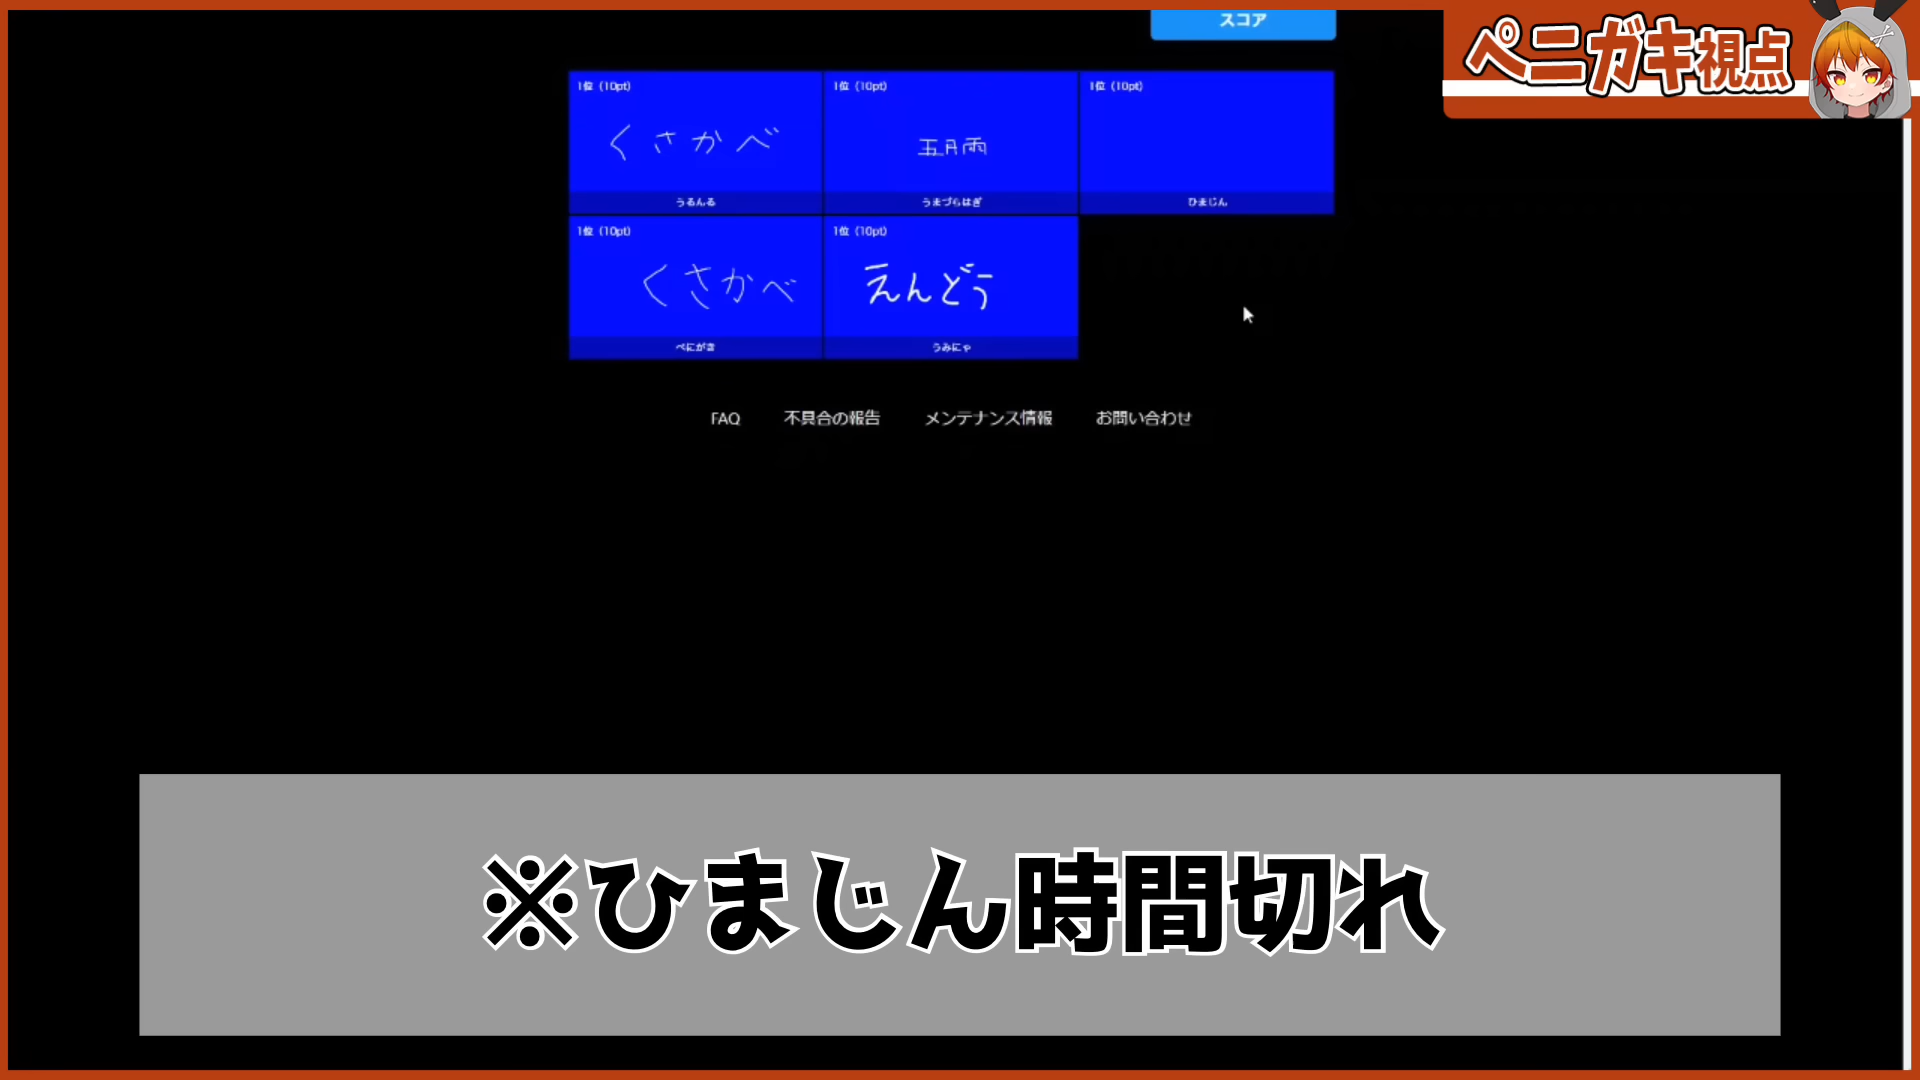 スコア
ペニガキ視点
1位 (10pt)
くさかべ
うるんる
1位 (10pt)
五月雨
うまづらはぎ
1位 (10pt)
ひまじん
1位 (10pt)
くさかべ
べにがき
1位 (10pt)
えんどう
うみにゃ
FAQ 不具合の報告 メンテナンス情報 お問い合わせ
※ひまじん時間切れ